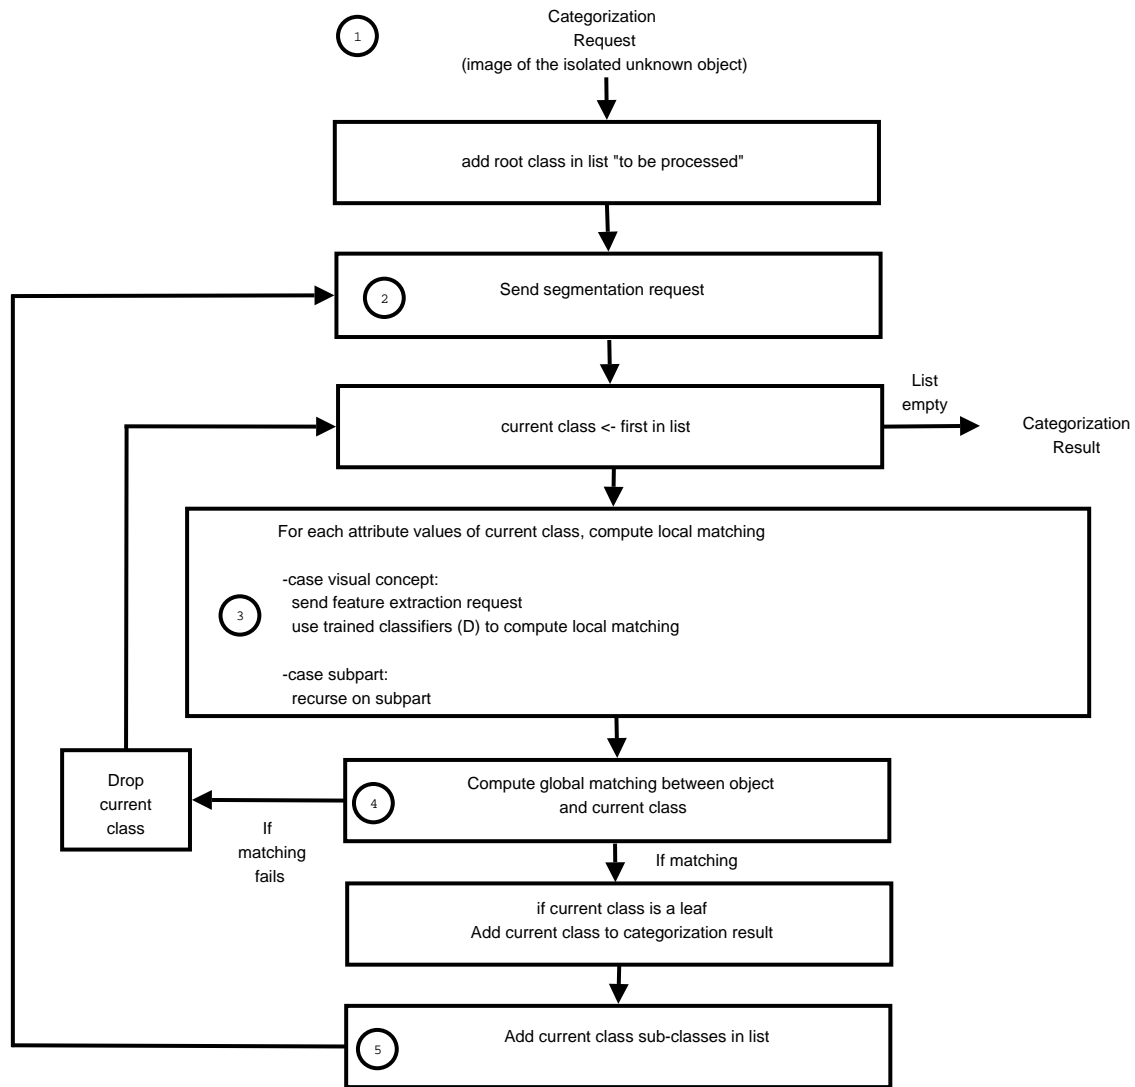 1
Categorization
Request
(image of the isolated unknown object)
add root class in list "to be processed"
2
Send segmentation request
current class <- first in list
List
empty
Categorization
Result
For each attribute values of current class, compute local matching
-case visual concept:
send feature extraction request
use trained classifiers (D) to compute local matching
3
-case subpart:
recurse on subpart
Drop
current
class
If
matching
fails
4
Compute global matching between object
and current class
If matching
if current class is a leaf
Add current class to categorization result
5
Add current class sub-classes in list